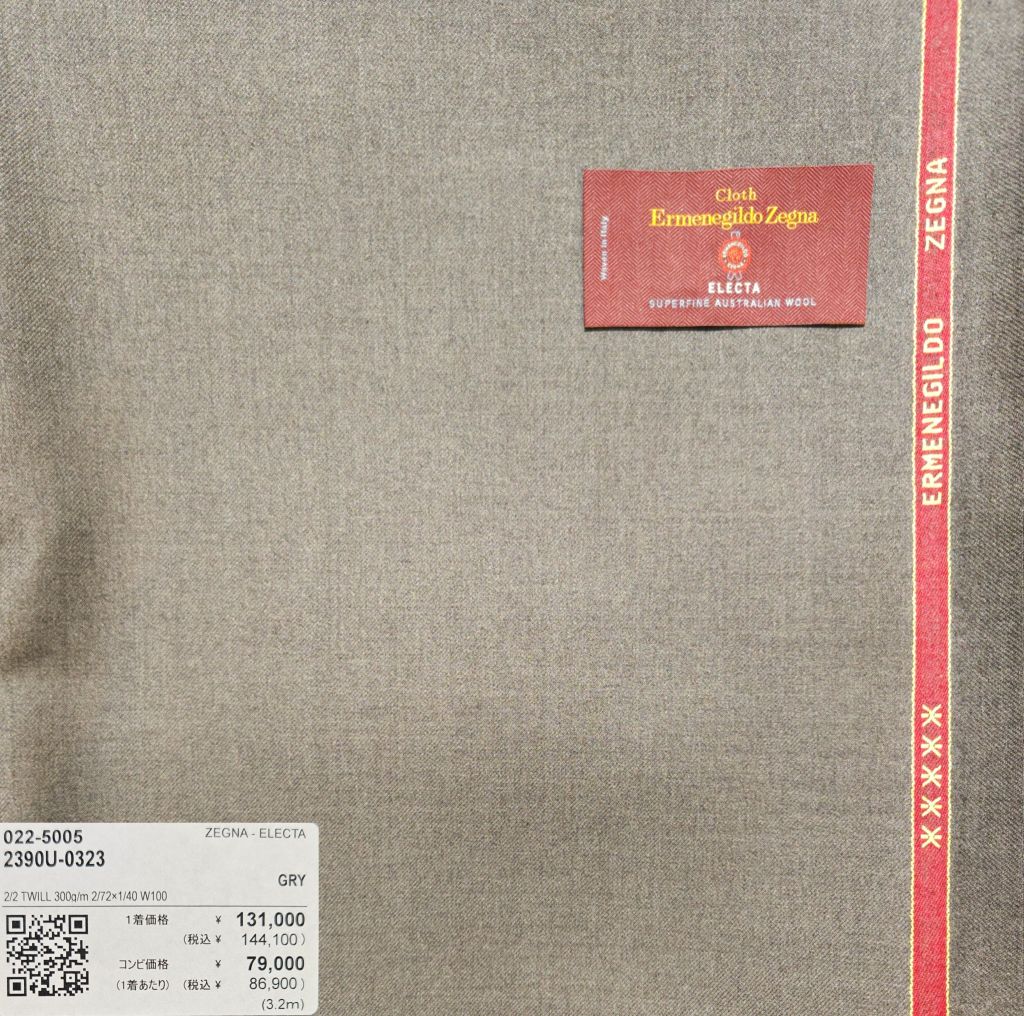 Cloth
Ermenegildo Zegna
Woven in Italy
ELECTA
SUPERFINE AUSTRALIAN WOOL
ERMENEGILDO ZEGNA
022-5005
ZEGNA - ELECTA
2390U-0323
GRY
2/2 TWILL 300g/m 2/72×1/40 W100
1着価格 ¥ 131,000
(税込 ¥ 144,100)
コンビ価格 ¥ 79,000
(1着あたり) (税込 ¥ 86,900)
(3.2m)